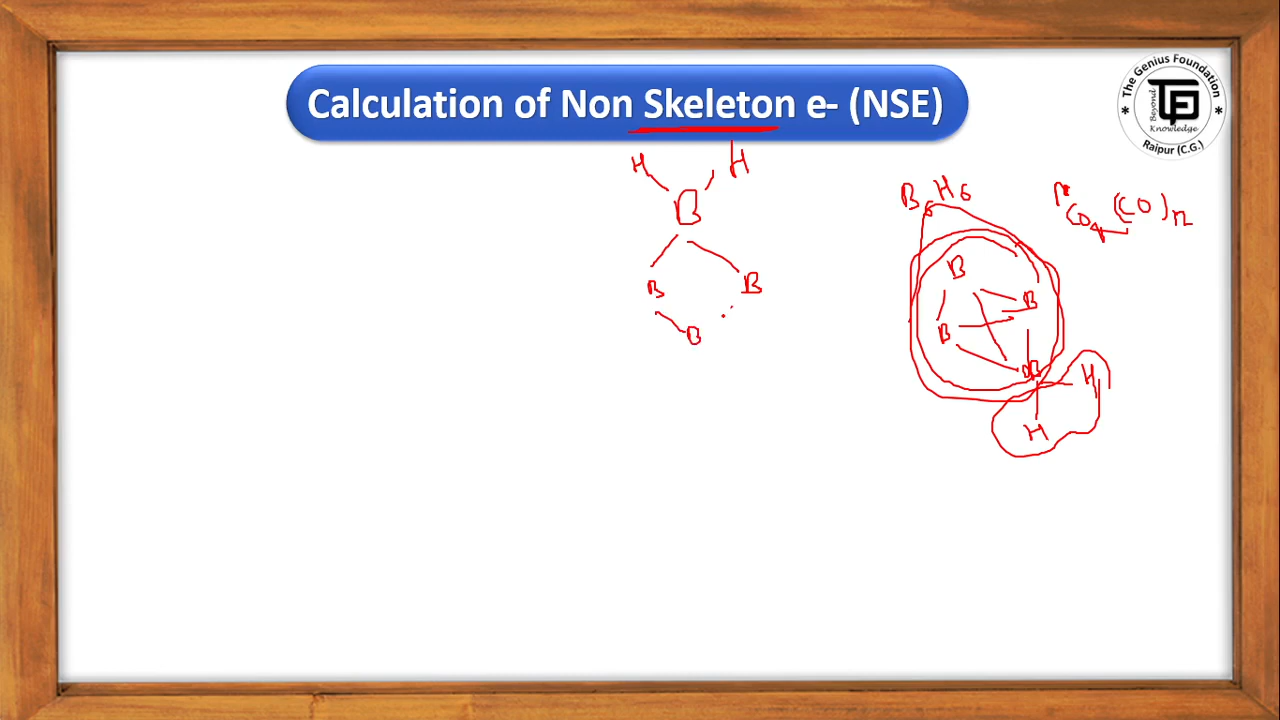 Calculation of Non Skeleton e- (NSE)
* The Genius Foundation *
Beyond
Knowledge
Raipur (C.G.)
H H
B
B B
B
B6H6
(CO)n
B
B
B
B
H
H